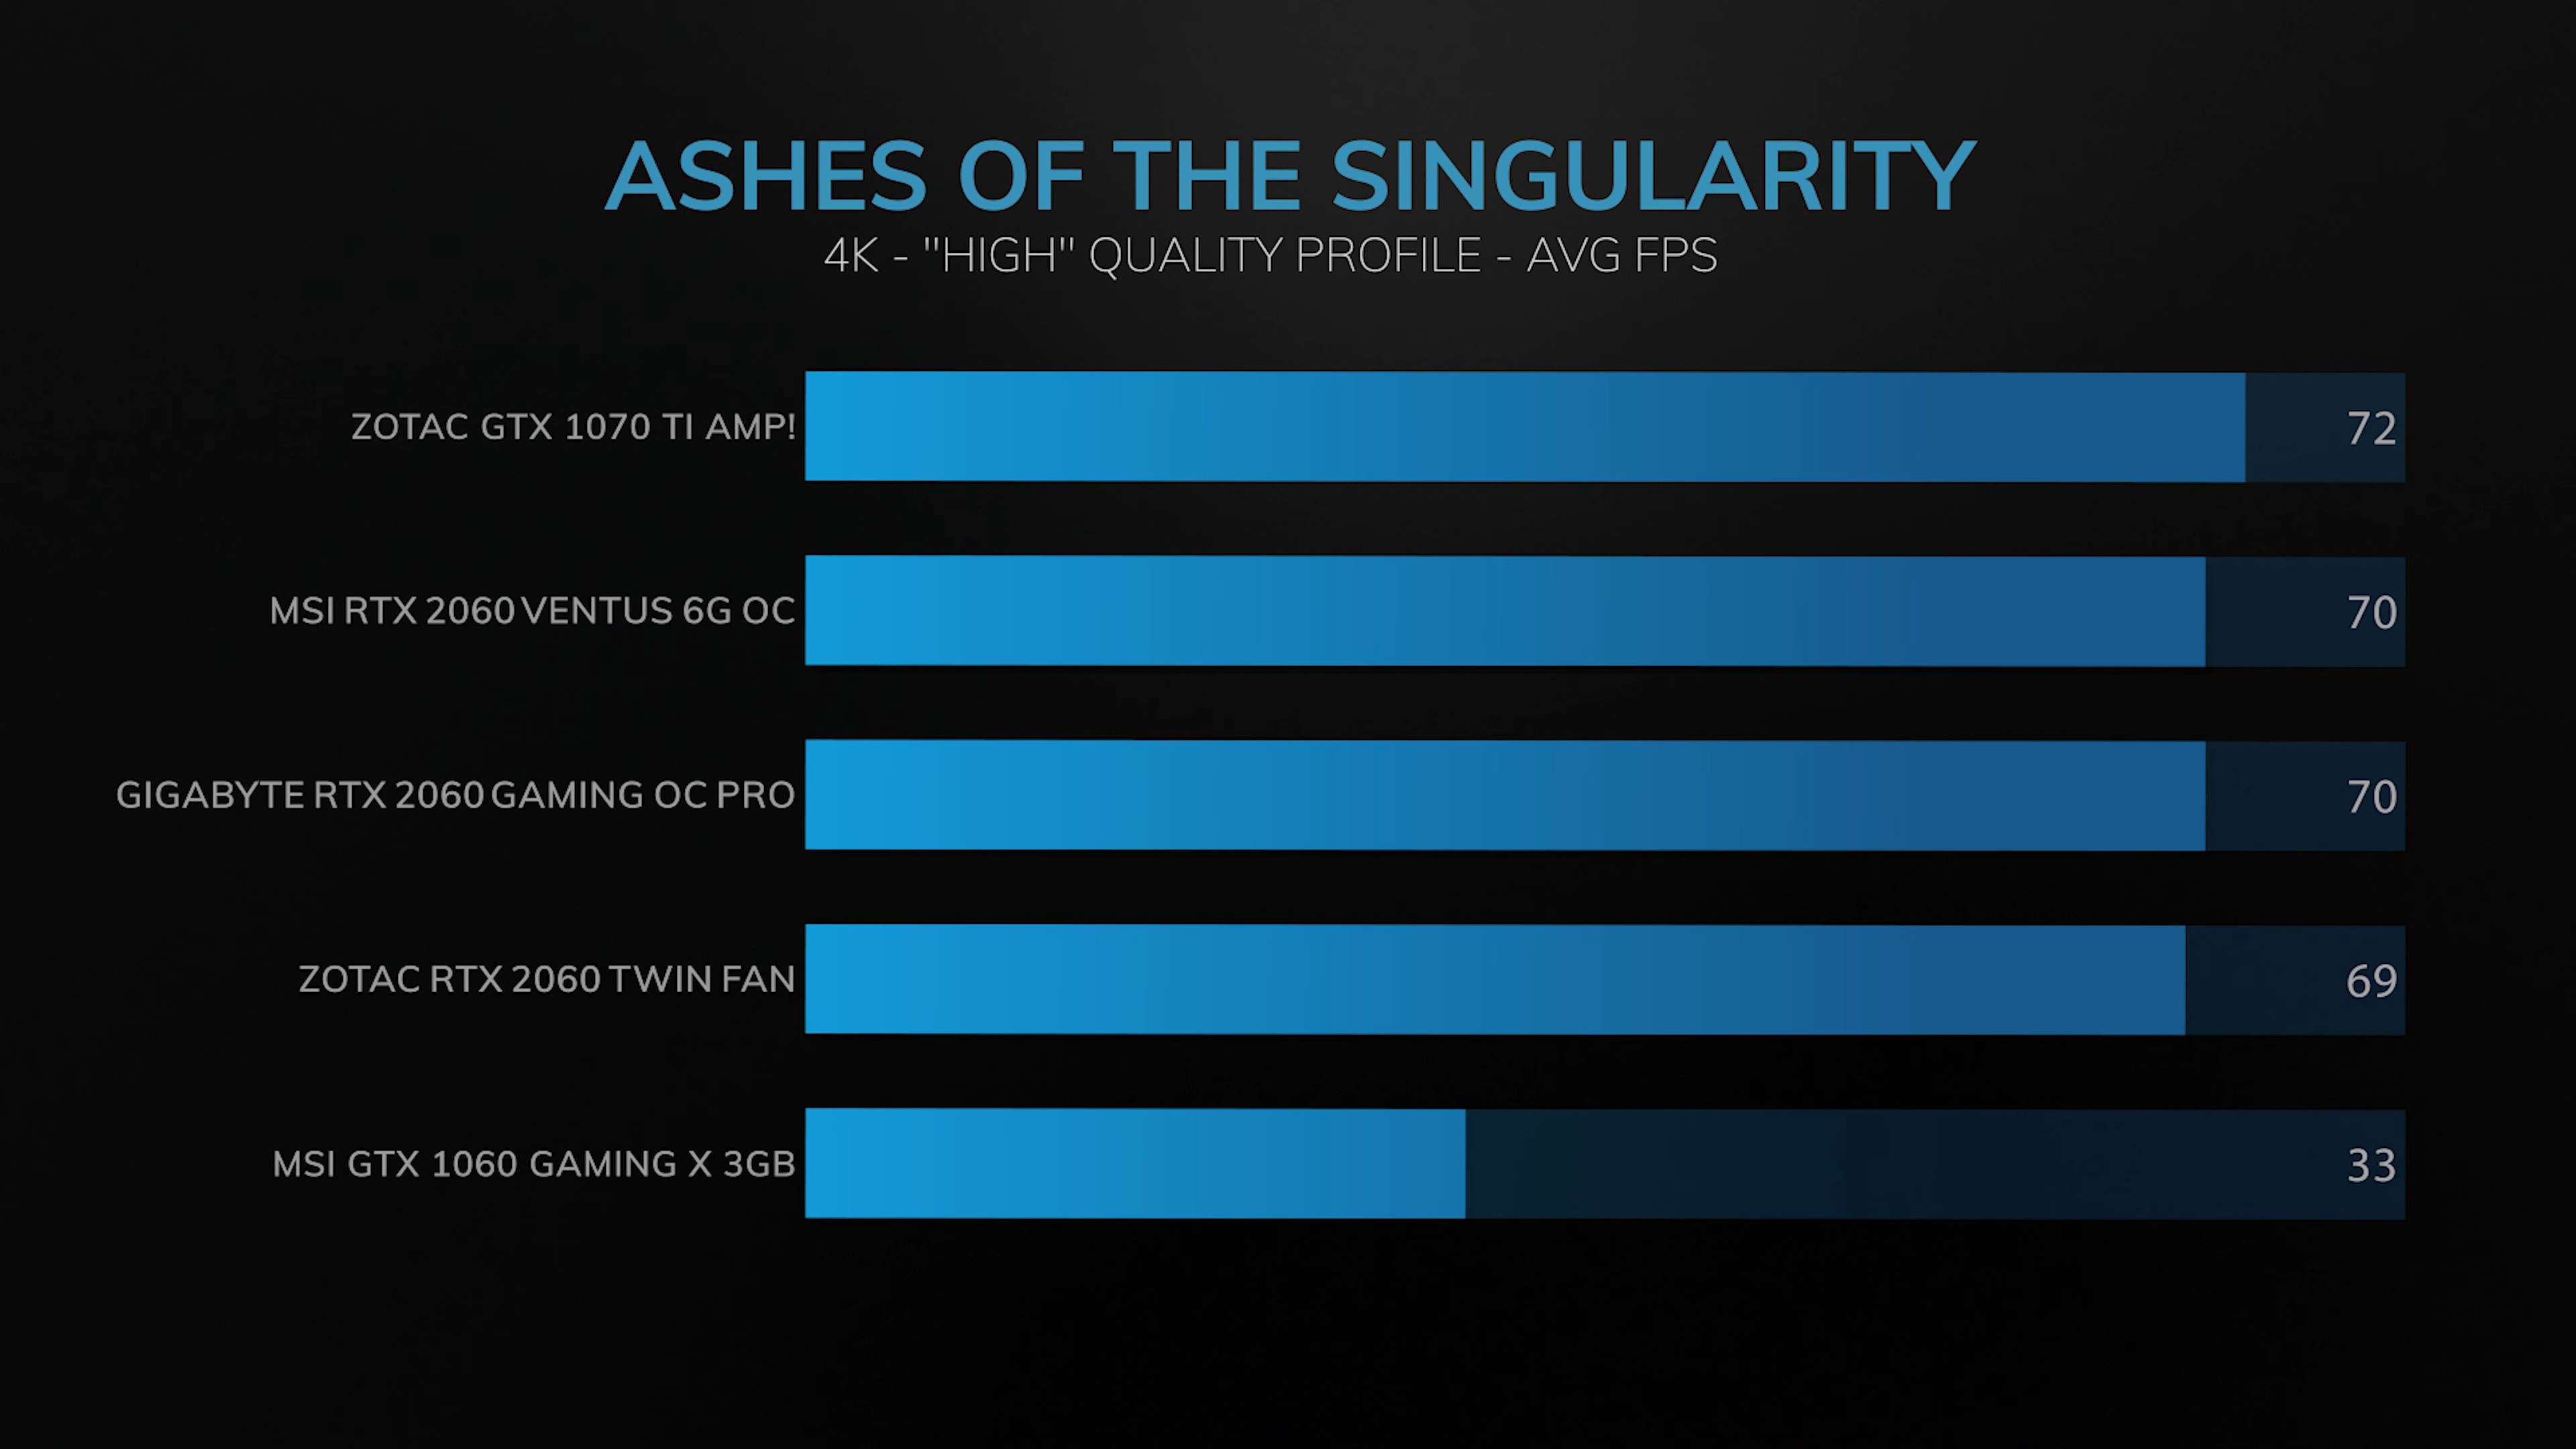 ASHES OF THE SINGULARITY
4K - "HIGH" QUALITY PROFILE - AVG FPS
ZOTAC GTX 1070 TI AMP! 72
MSI RTX 2060 VENTUS 6G OC 70
GIGABYTE RTX 2060 GAMING OC PRO 70
ZOTAC RTX 2060 TWIN FAN 69
MSI GTX 1060 GAMING X 3GB 33